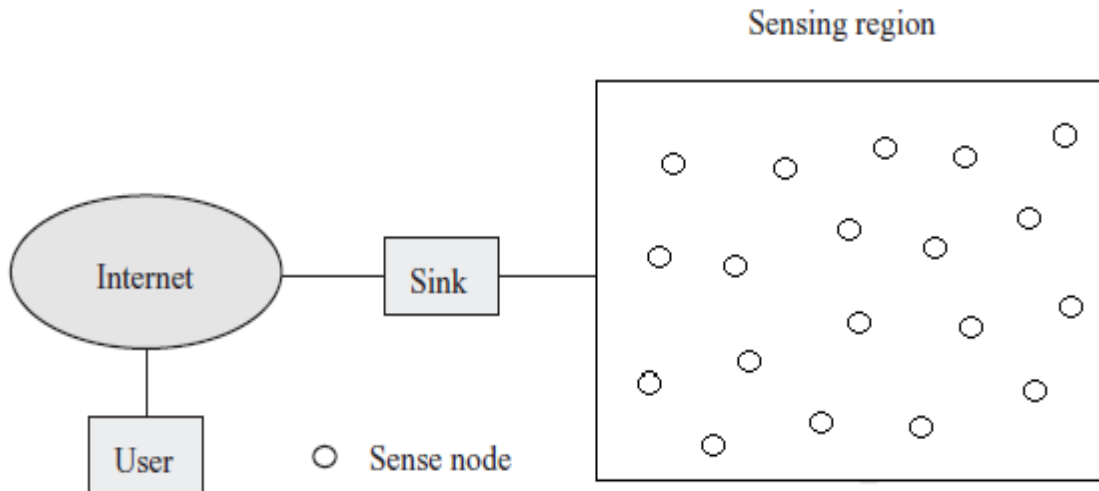 Sensing region
Internet
Sink
User
Sense node